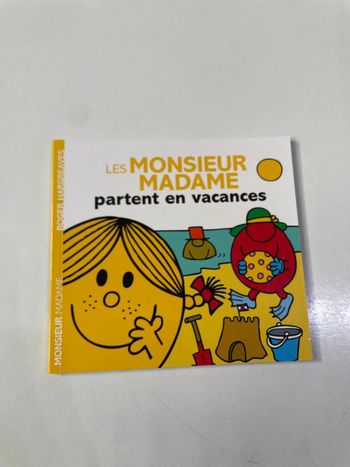 LES MONSIEUR
MADAME
partent en vacances
MONSIEUR MADAME
ROGER HARGREAVES